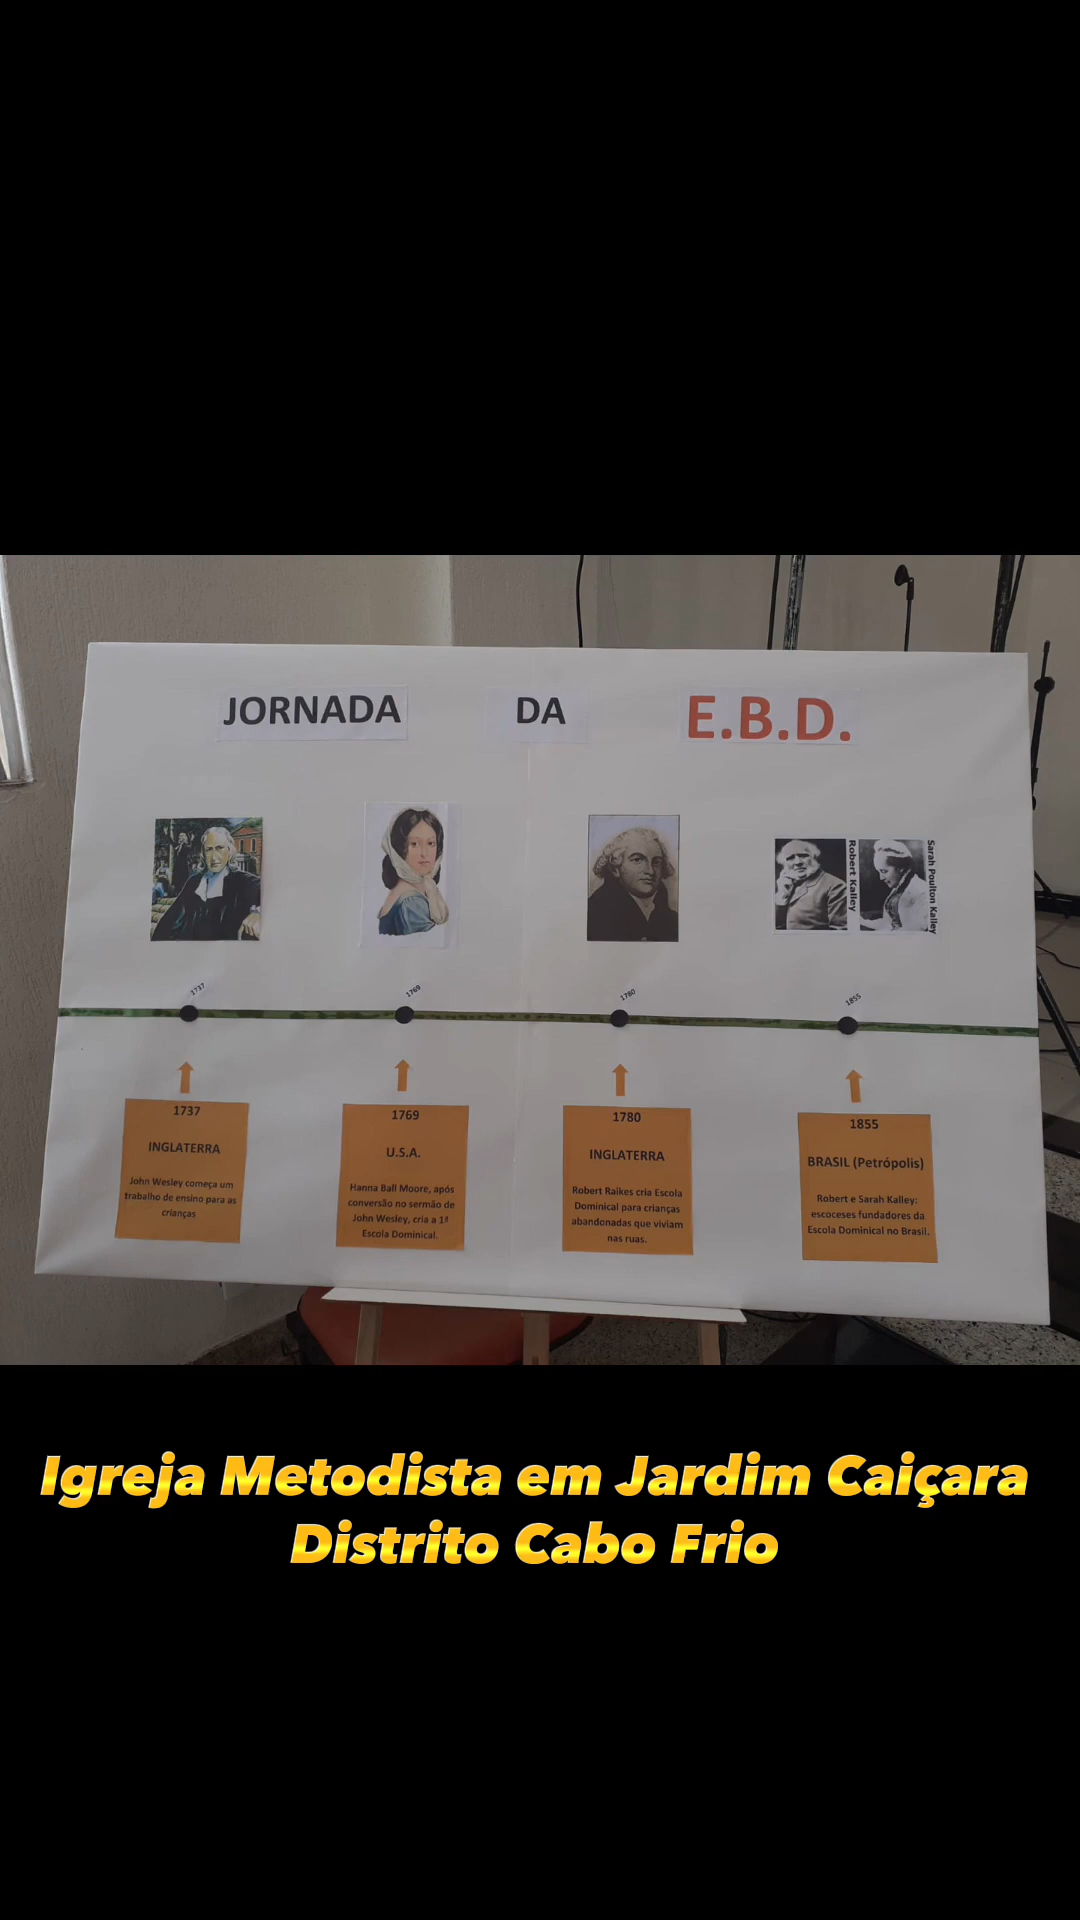 JORNADA DA E.B.D.
Robert Kalley
Sarah Poulton Kalley
1737
1769
1780
1855
1737
INGLATERRA
John Wesley começa um
trabalho de ensino para as
crianças
1769
U.S.A.
Hanna Ball Moore, após
conversão no sermão de
John Wesley, cria a 1ª
Escola Dominical.
1780
INGLATERRA
Robert Raikes cria Escola
Dominical para crianças
abandonadas que viviam
nas ruas.
1855
BRASIL (Petrópolis)
Robert e Sarah Kalley:
escoceses fundadores da
Escola Dominical no Brasil.
Igreja Metodista em Jardim Caiçara
Distrito Cabo Frio